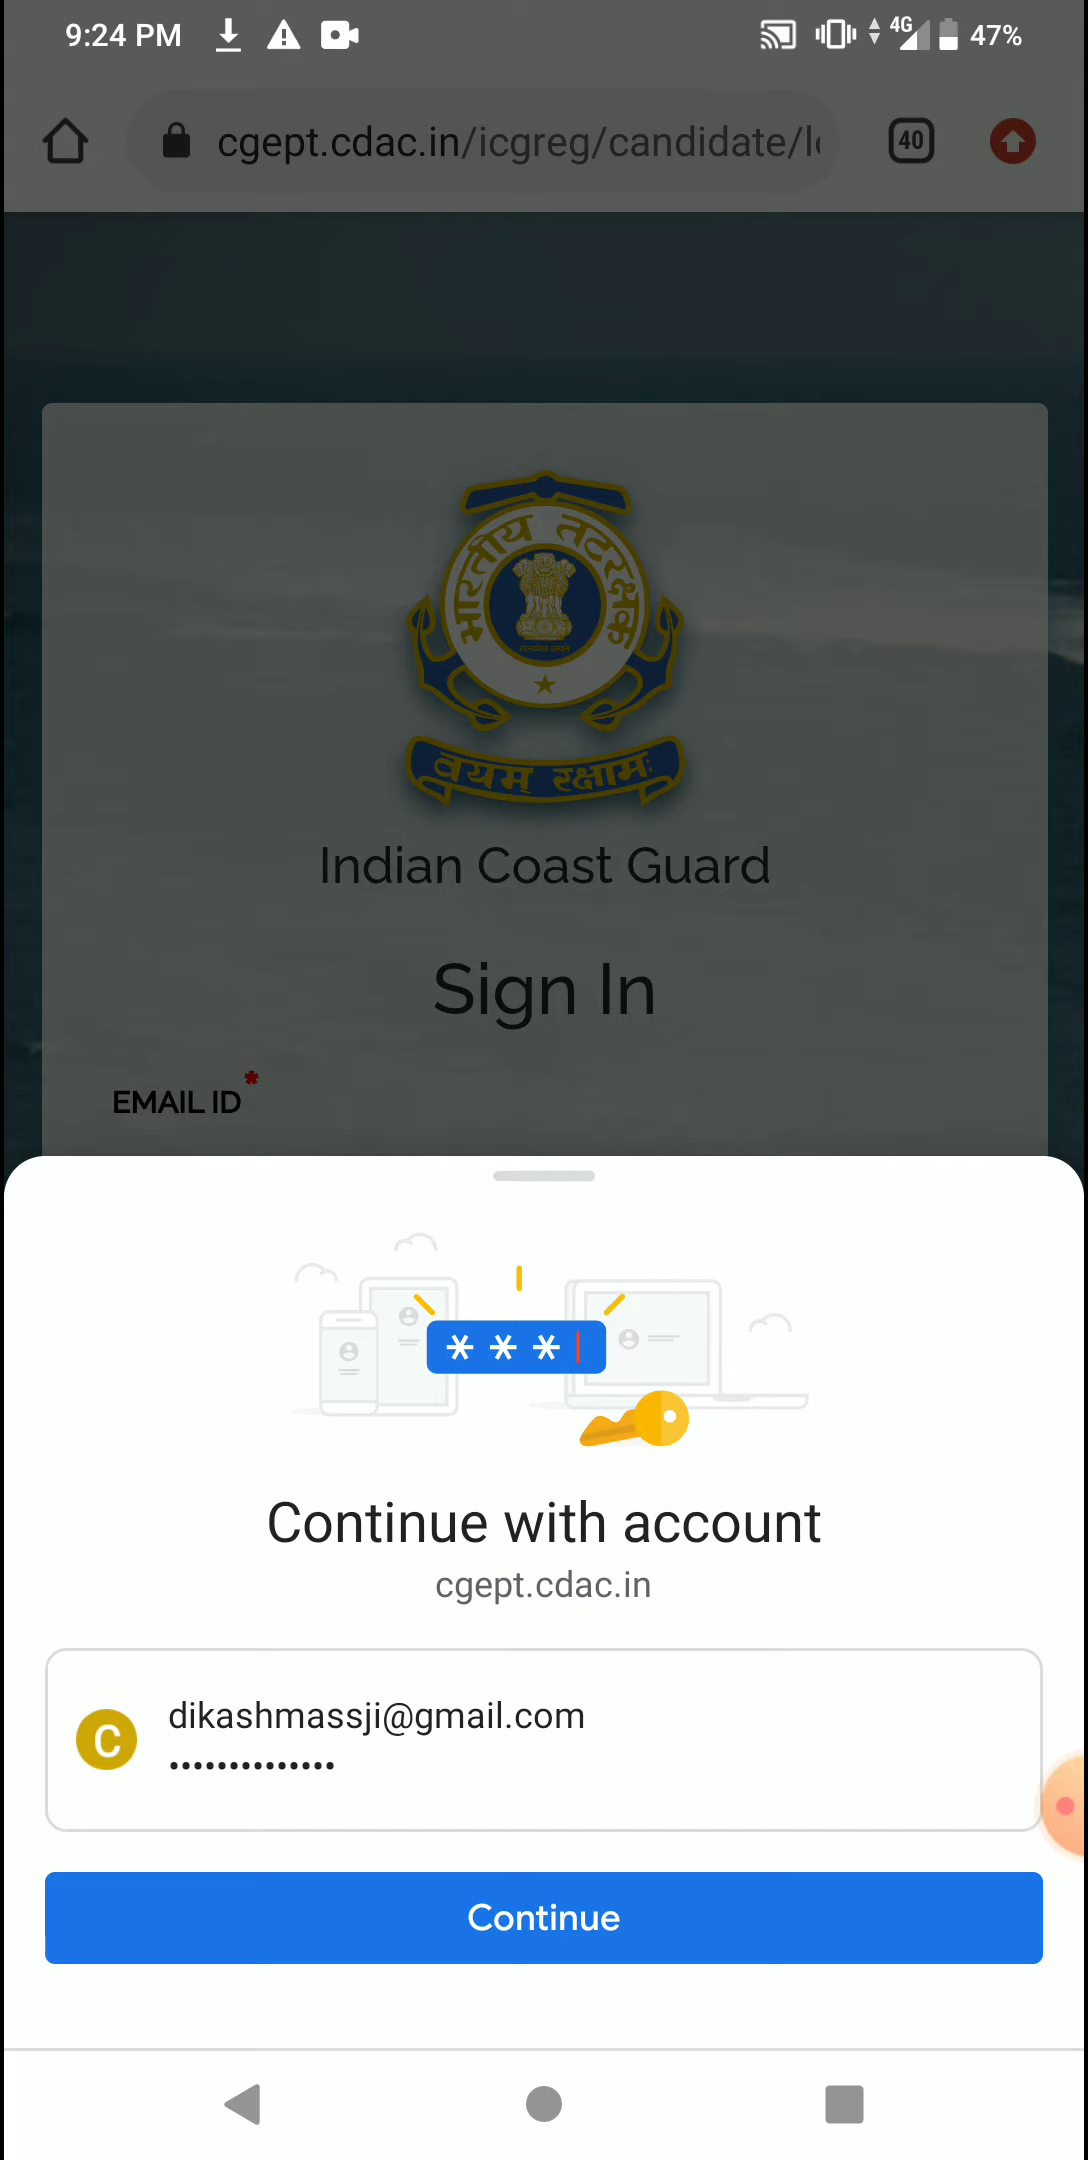 9:24 PM 4G 47%
cgept.cdac.in/icgreg/candidate/l 40
भारतीय तटरक्षक
सत्यमेव जयते
वयम् रक्षामः
Indian Coast Guard
Sign In
EMAIL ID*
* * *
Continue with account
cgept.cdac.in
C dikashmassji@gmail.com
••••••••••••••
Continue